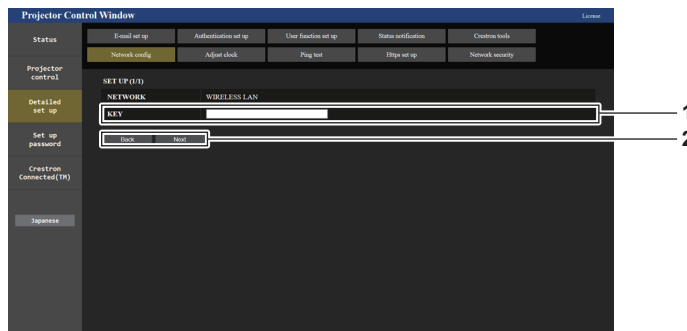 Projector Control Window
License
Status
Projector
control
Detailed
set up
Set up
password
Crestron
Connected(TM)
Japanese
E-mail set up
Authentication set up
User function set up
Status notification
Crestron tools
Network config
Adjust clock
Ping test
Https set up
Network security
SET UP (1/1)
NETWORK WIRELESS LAN
KEY
Back Next
1
2